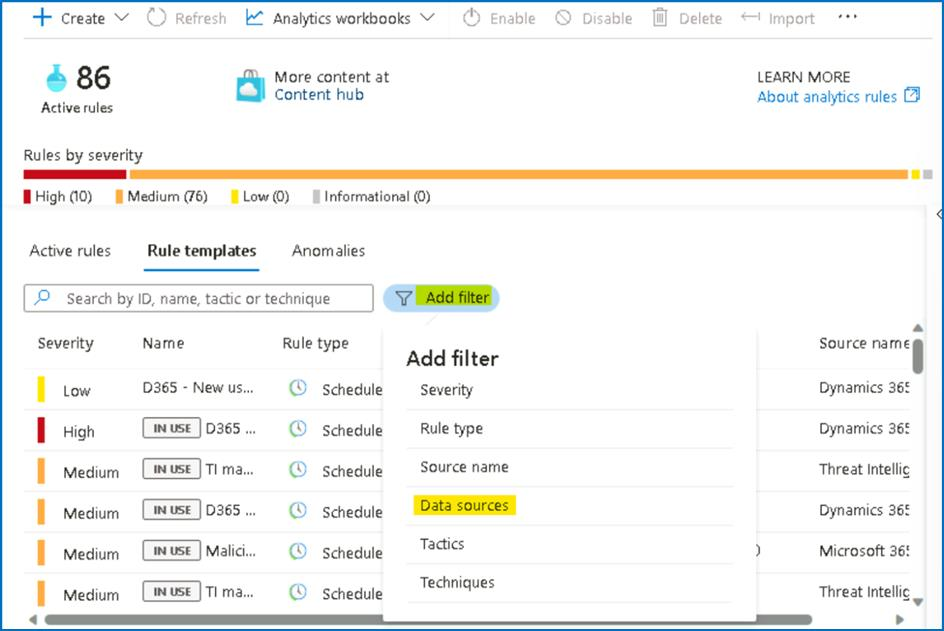 Create Refresh Analytics workbooks Enable Disable Delete Import ...
86
Active rules
More content at
Content hub
LEARN MORE
About analytics rules
Rules by severity
High (10) Medium (76) Low (0) Informational (0)
Active rules Rule templates Anomalies
Search by ID, name, tactic or technique Add filter
Severity Name Rule type Source name
Low D365 - New us... Schedule Dynamics 365
High IN USE D365 ... Schedule Dynamics 365
Medium IN USE TI ma... Schedule Threat Intellig
Medium IN USE D365 ... Schedule Dynamics 365
Medium IN USE Malici... Schedule Microsoft 365
Medium IN USE TI ma... Schedule Threat Intellig
Add filter
Severity
Rule type
Source name
Data sources
Tactics
Techniques